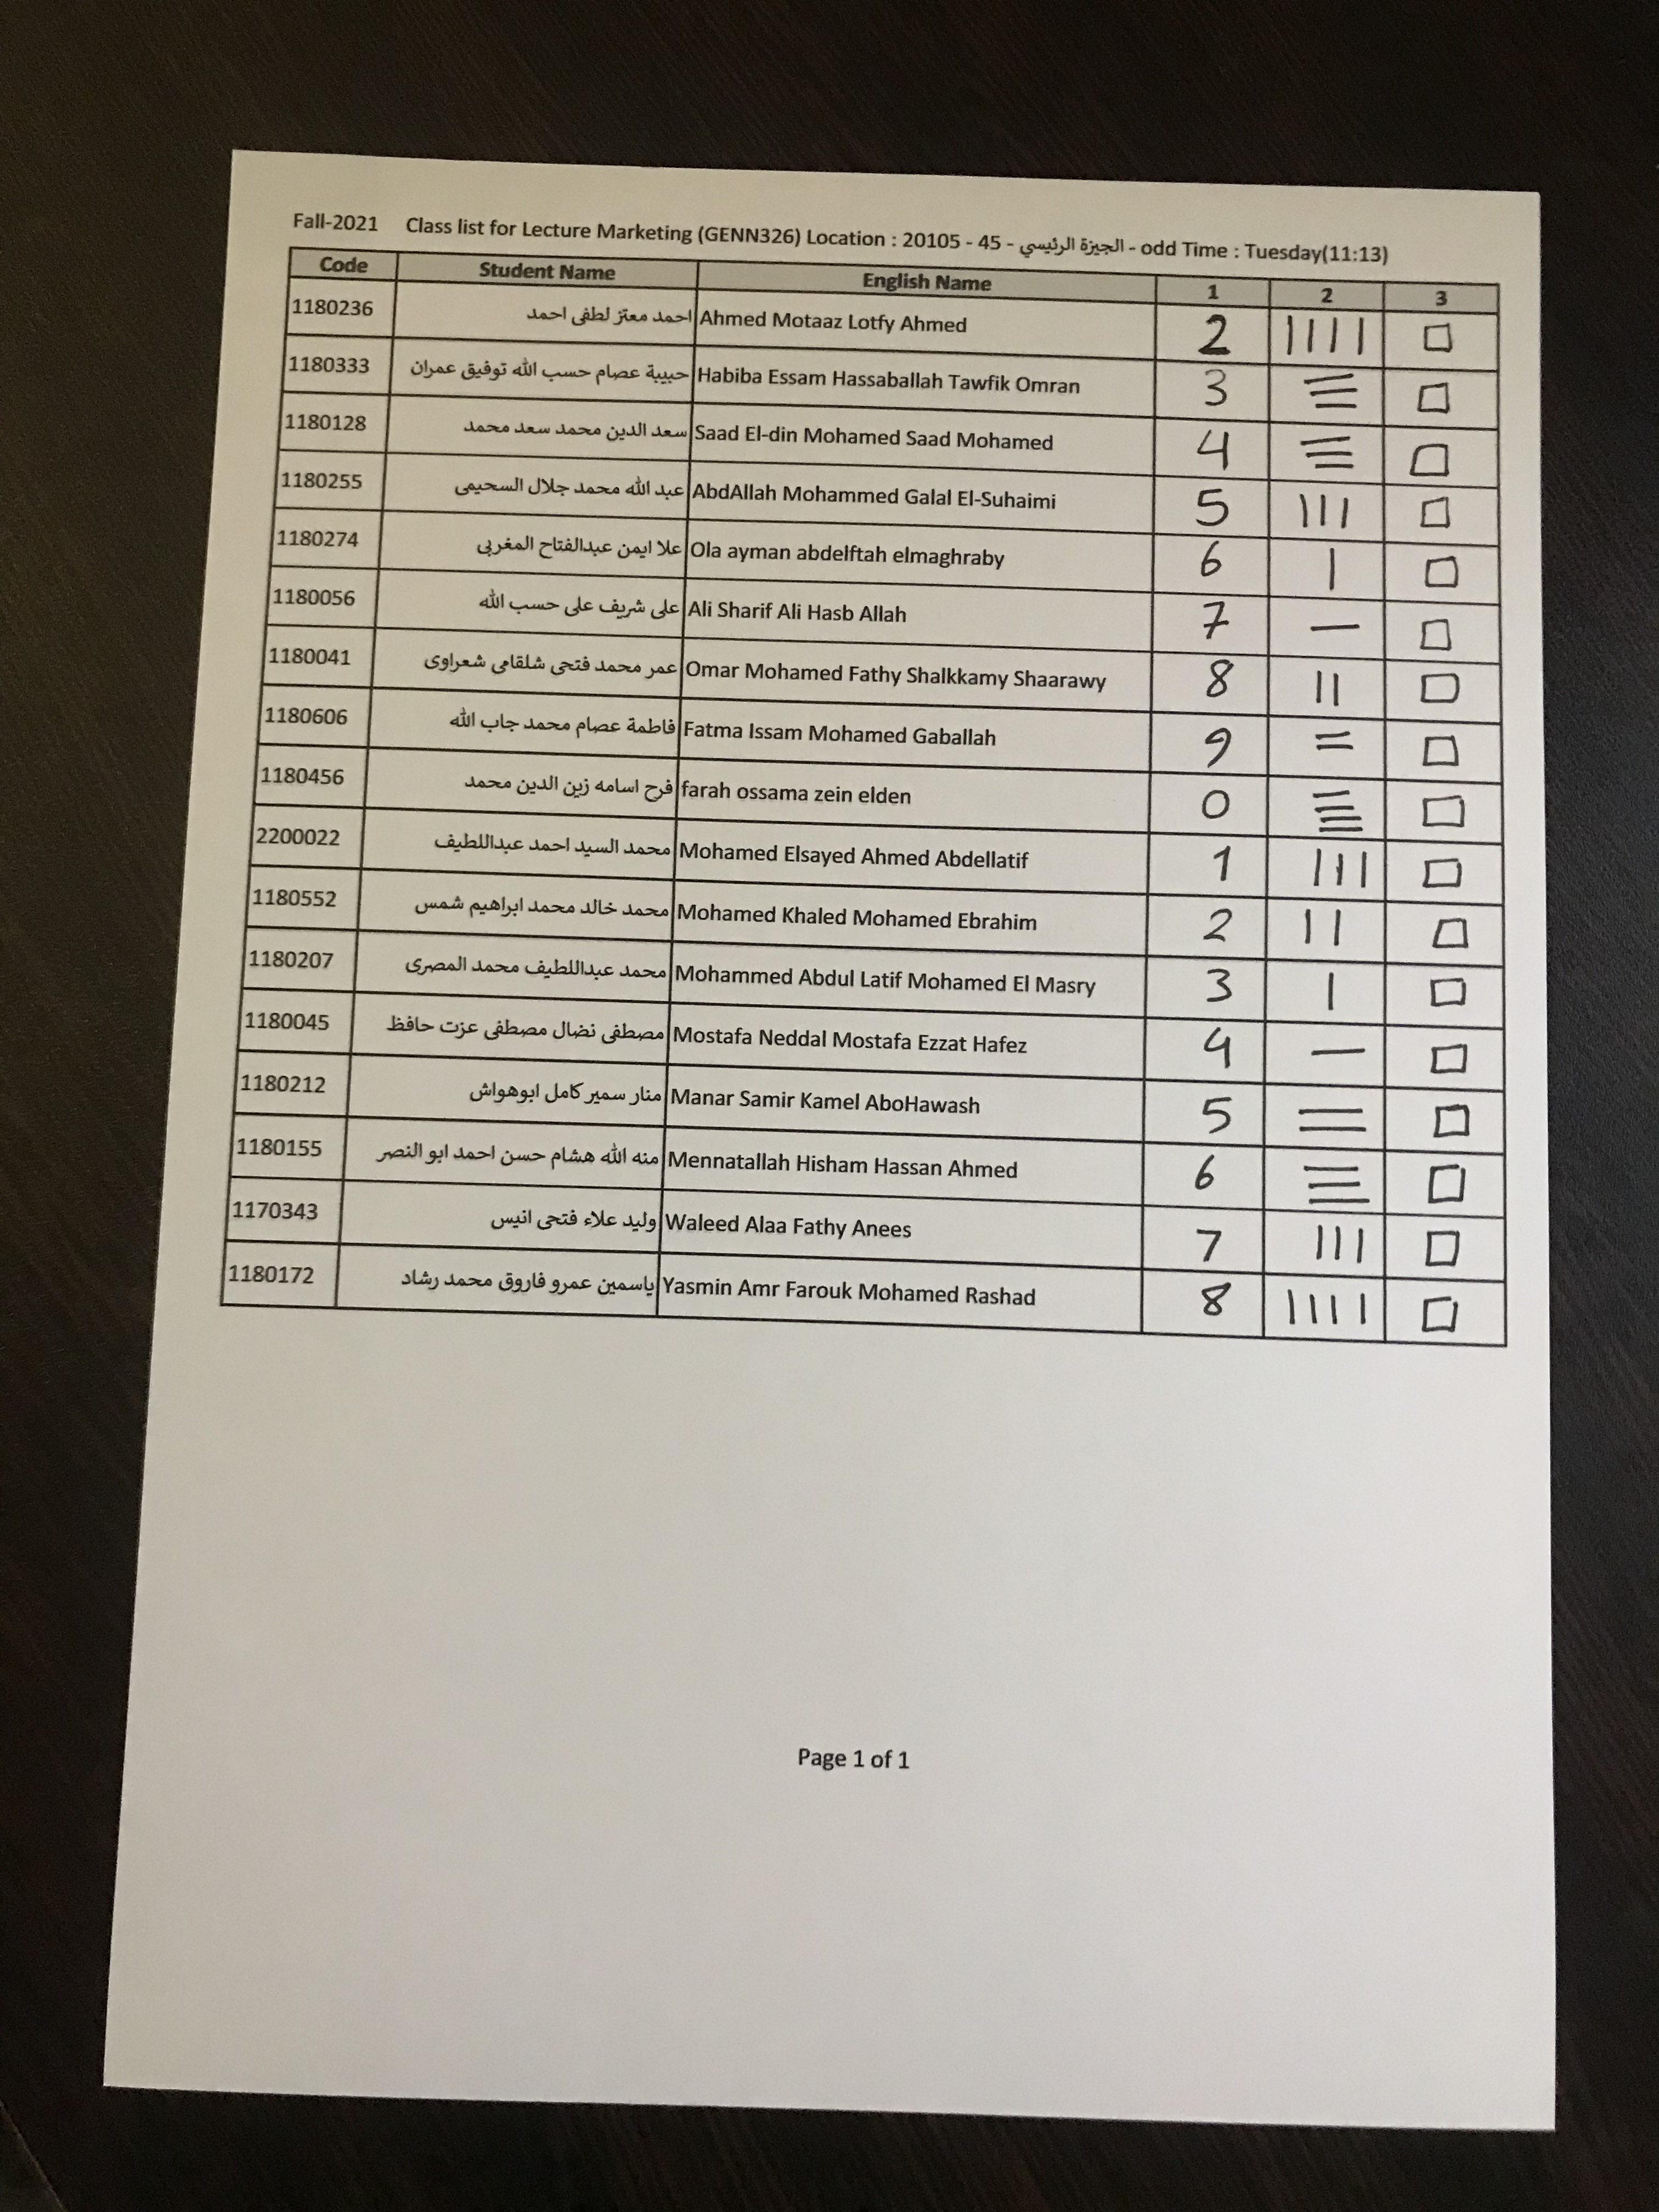 Fall-2021 Class list for Lecture Marketing (GENN326) Location : 20105 - 45 - الجيزة الرئيسي - odd Time : Tuesday(11:13)
Code Student Name English Name 1 2 3
1180236 احمد معتز لطفى احمد Ahmed Motaaz Lotfy Ahmed 2 |||| □
1180333 حبيبة عصام حسب الله توفيق عمران Habiba Essam Hassaballah Tawfik Omran 3 ☰ □
1180128 سعد الدين محمد سعد محمد Saad El-din Mohamed Saad Mohamed 4 ☰ □
1180255 عبد الله محمد جلال السحيمى AbdAllah Mohammed Galal El-Suhaimi 5 ||| □
1180274 علا ايمن عبدالفتاح المغربى Ola ayman abdelftah elmaghraby 6 | □
1180056 على شريف على حسب الله Ali Sharif Ali Hasb Allah 7 — □
1180041 عمر محمد فتحى شلقامى شعراوى Omar Mohamed Fathy Shalkkamy Shaarawy 8 || □
1180606 فاطمة عصام محمد جاب الله Fatma Issam Mohamed Gaballah 9 = □
1180456 فرح اسامه زين الدين محمد farah ossama zein elden 0 𝌆 □
2200022 محمد السيد احمد عبداللطيف Mohamed Elsayed Ahmed Abdellatif 1 ||| □
1180552 محمد خالد محمد ابراهيم شمس Mohamed Khaled Mohamed Ebrahim 2 || □
1180207 محمد عبداللطيف محمد المصرى Mohammed Abdul Latif Mohamed El Masry 3 | □
1180045 مصطفى نضال مصطفى عزت حافظ Mostafa Neddal Mostafa Ezzat Hafez 4 — □
1180212 منار سمير كامل ابوهواش Manar Samir Kamel AboHawash 5 = □
1180155 منه الله هشام حسن احمد ابو النصر Mennatallah Hisham Hassan Ahmed 6 ☰ □
1170343 وليد علاء فتحى انيس Waleed Alaa Fathy Anees 7 ||| □
1180172 ياسمين عمرو فاروق محمد رشاد Yasmin Amr Farouk Mohamed Rashad 8 |||| □
Page 1 of 1